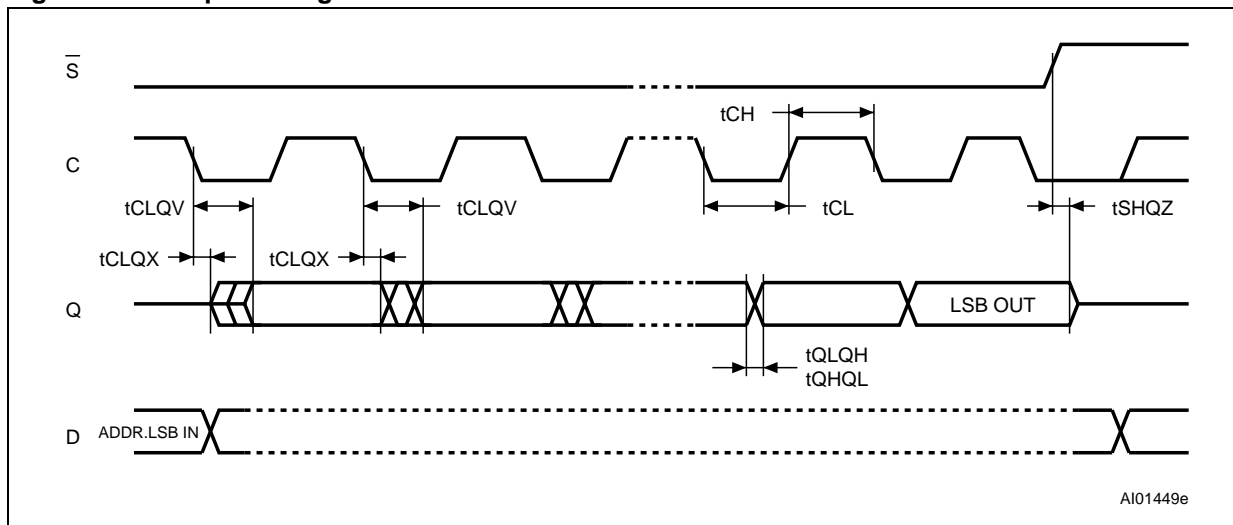 S
tCH
C
tCLQV
tCLQV
tCL
tSHQZ
tCLQX
tCLQX
Q
LSB OUT
tQLQH
tQHQL
D
ADDR.LSB IN
AI01449e